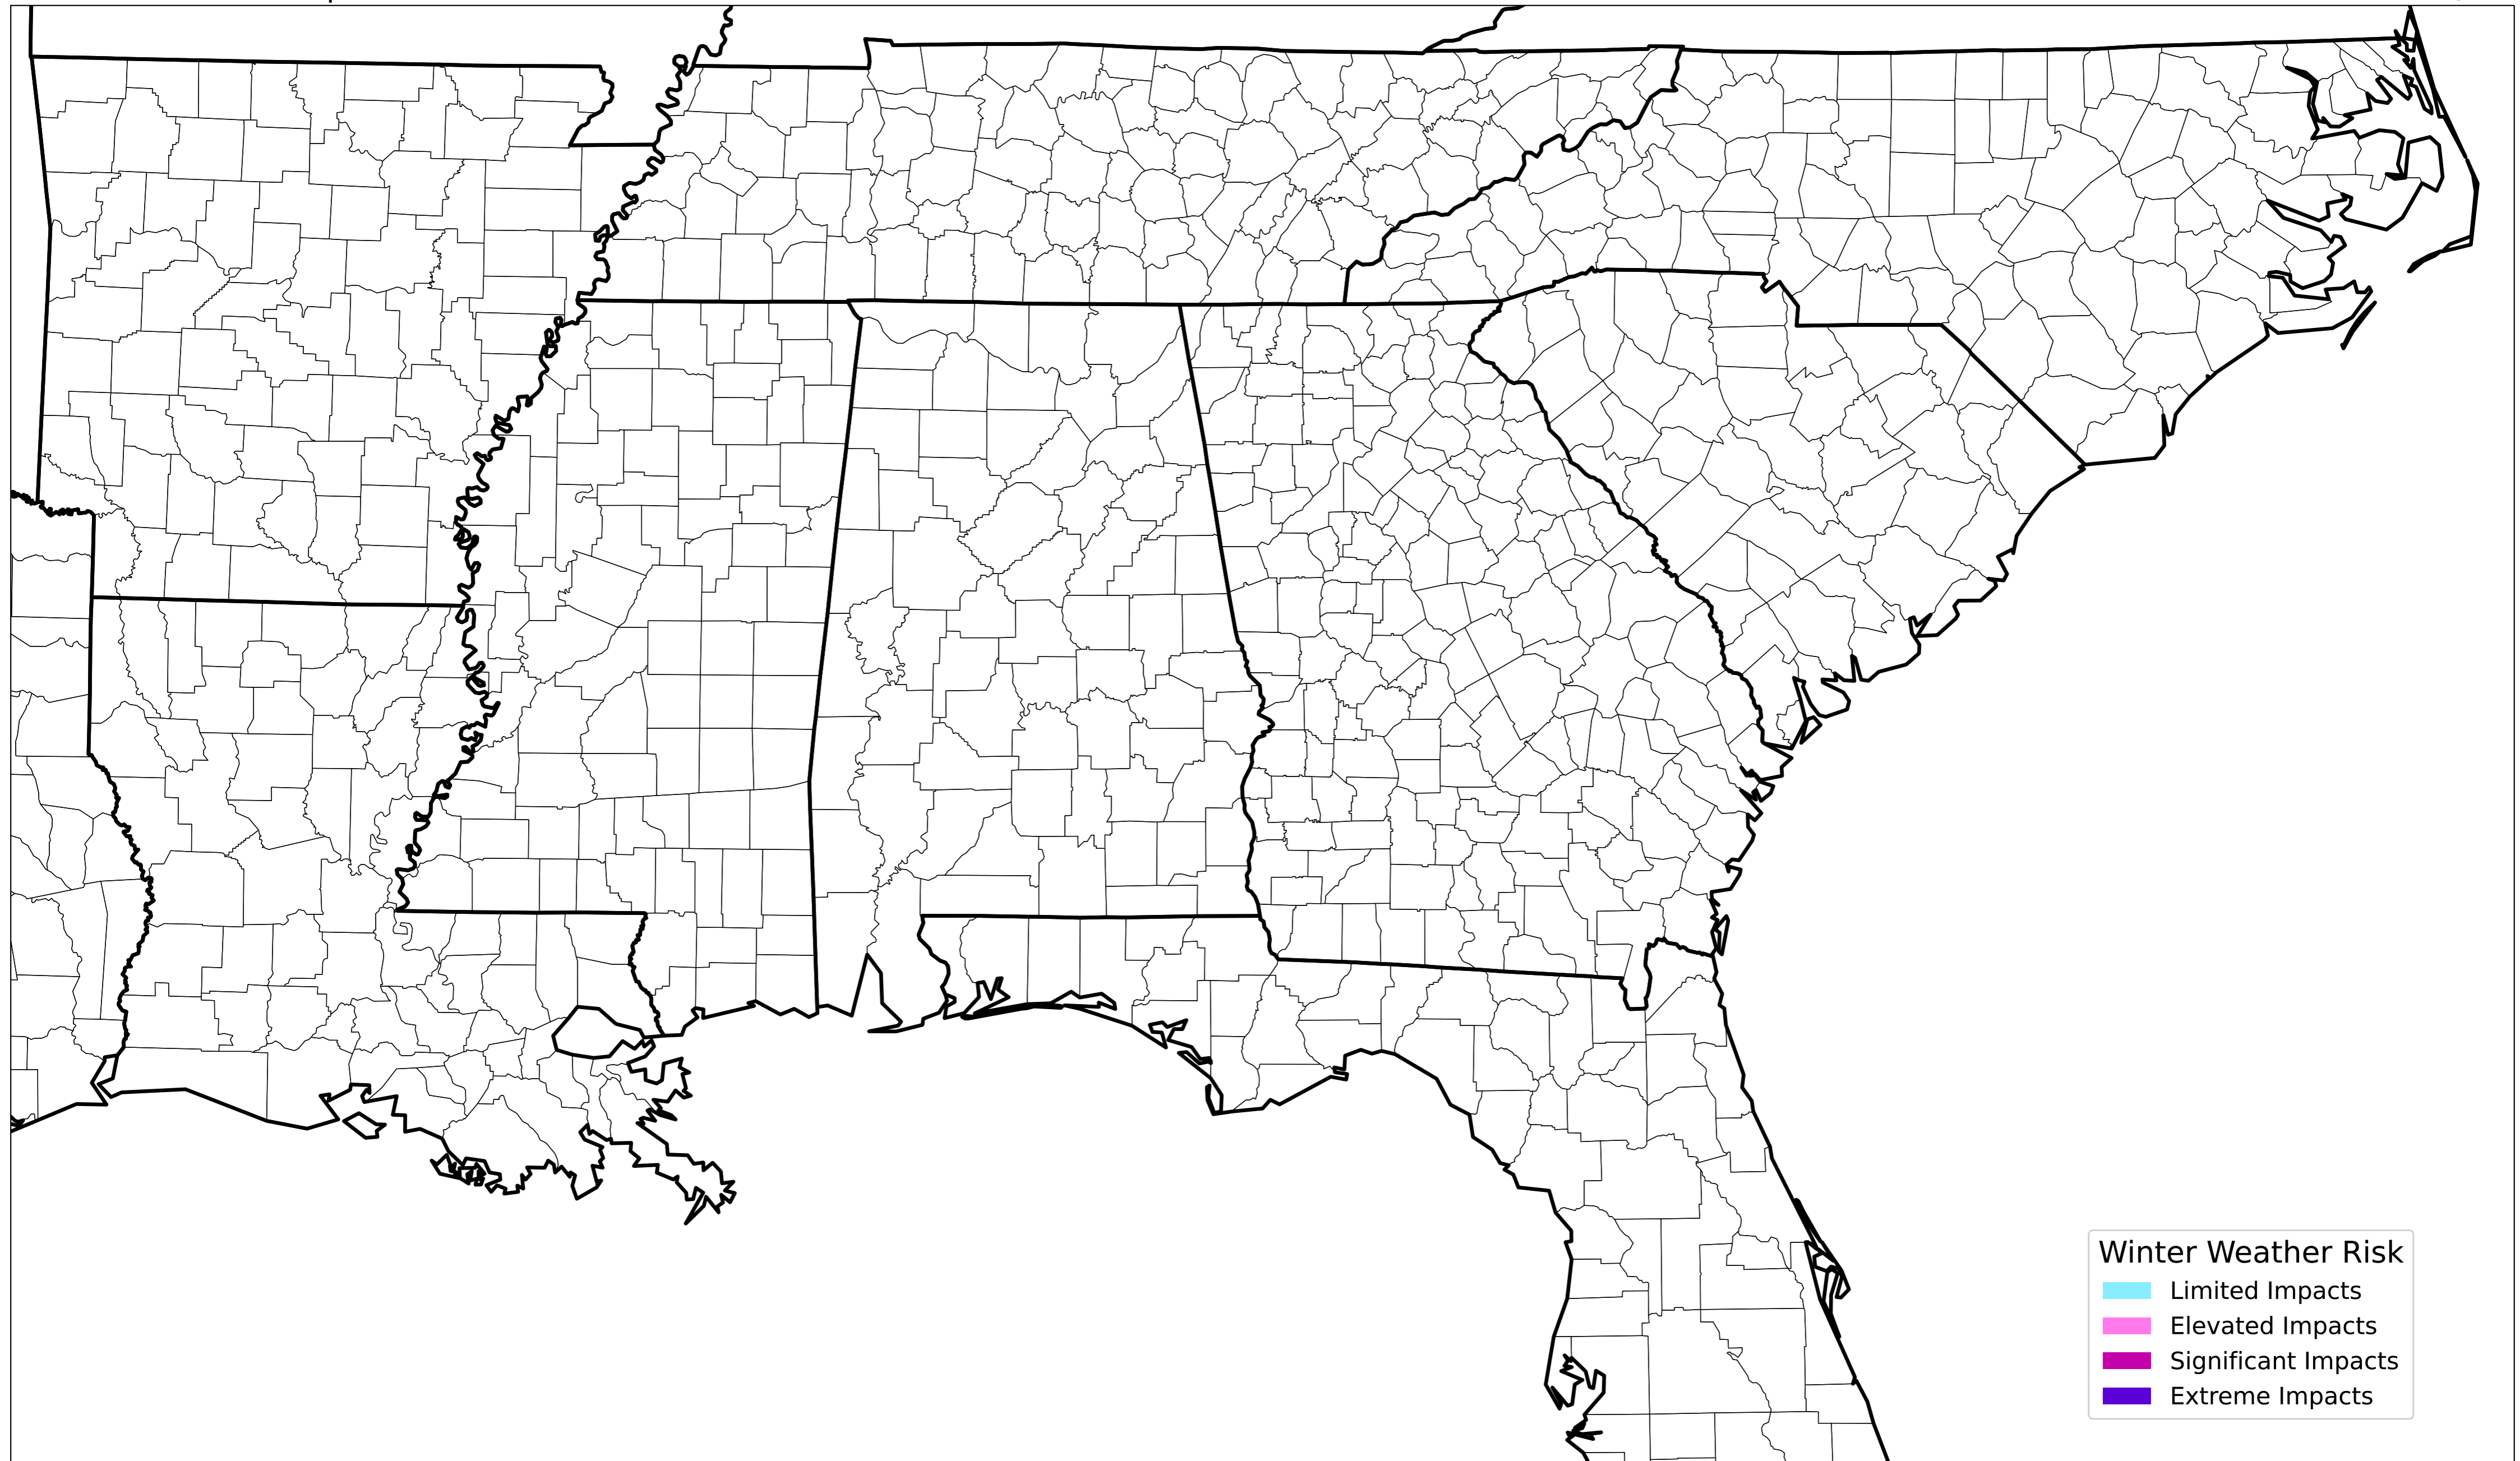 Winter Weather Risk
Limited Impacts
Elevated Impacts
Significant Impacts
Extreme Impacts